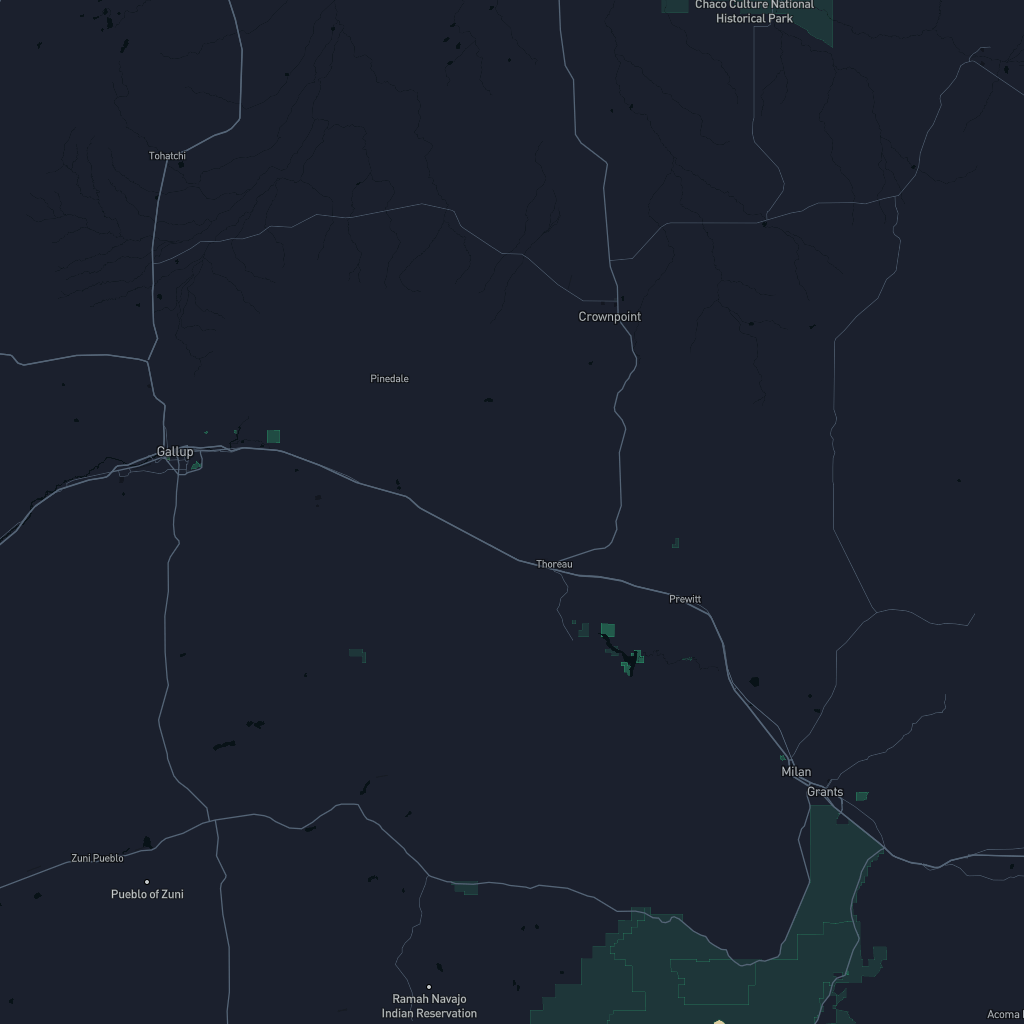 Chaco Culture National
Historical Park
Tohatchi
Crownpoint
Pinedale
Gallup
Thoreau
Prewitt
Milan
Grants
Zuni Pueblo
Pueblo of Zuni
Ramah Navajo
Indian Reservation
Acoma